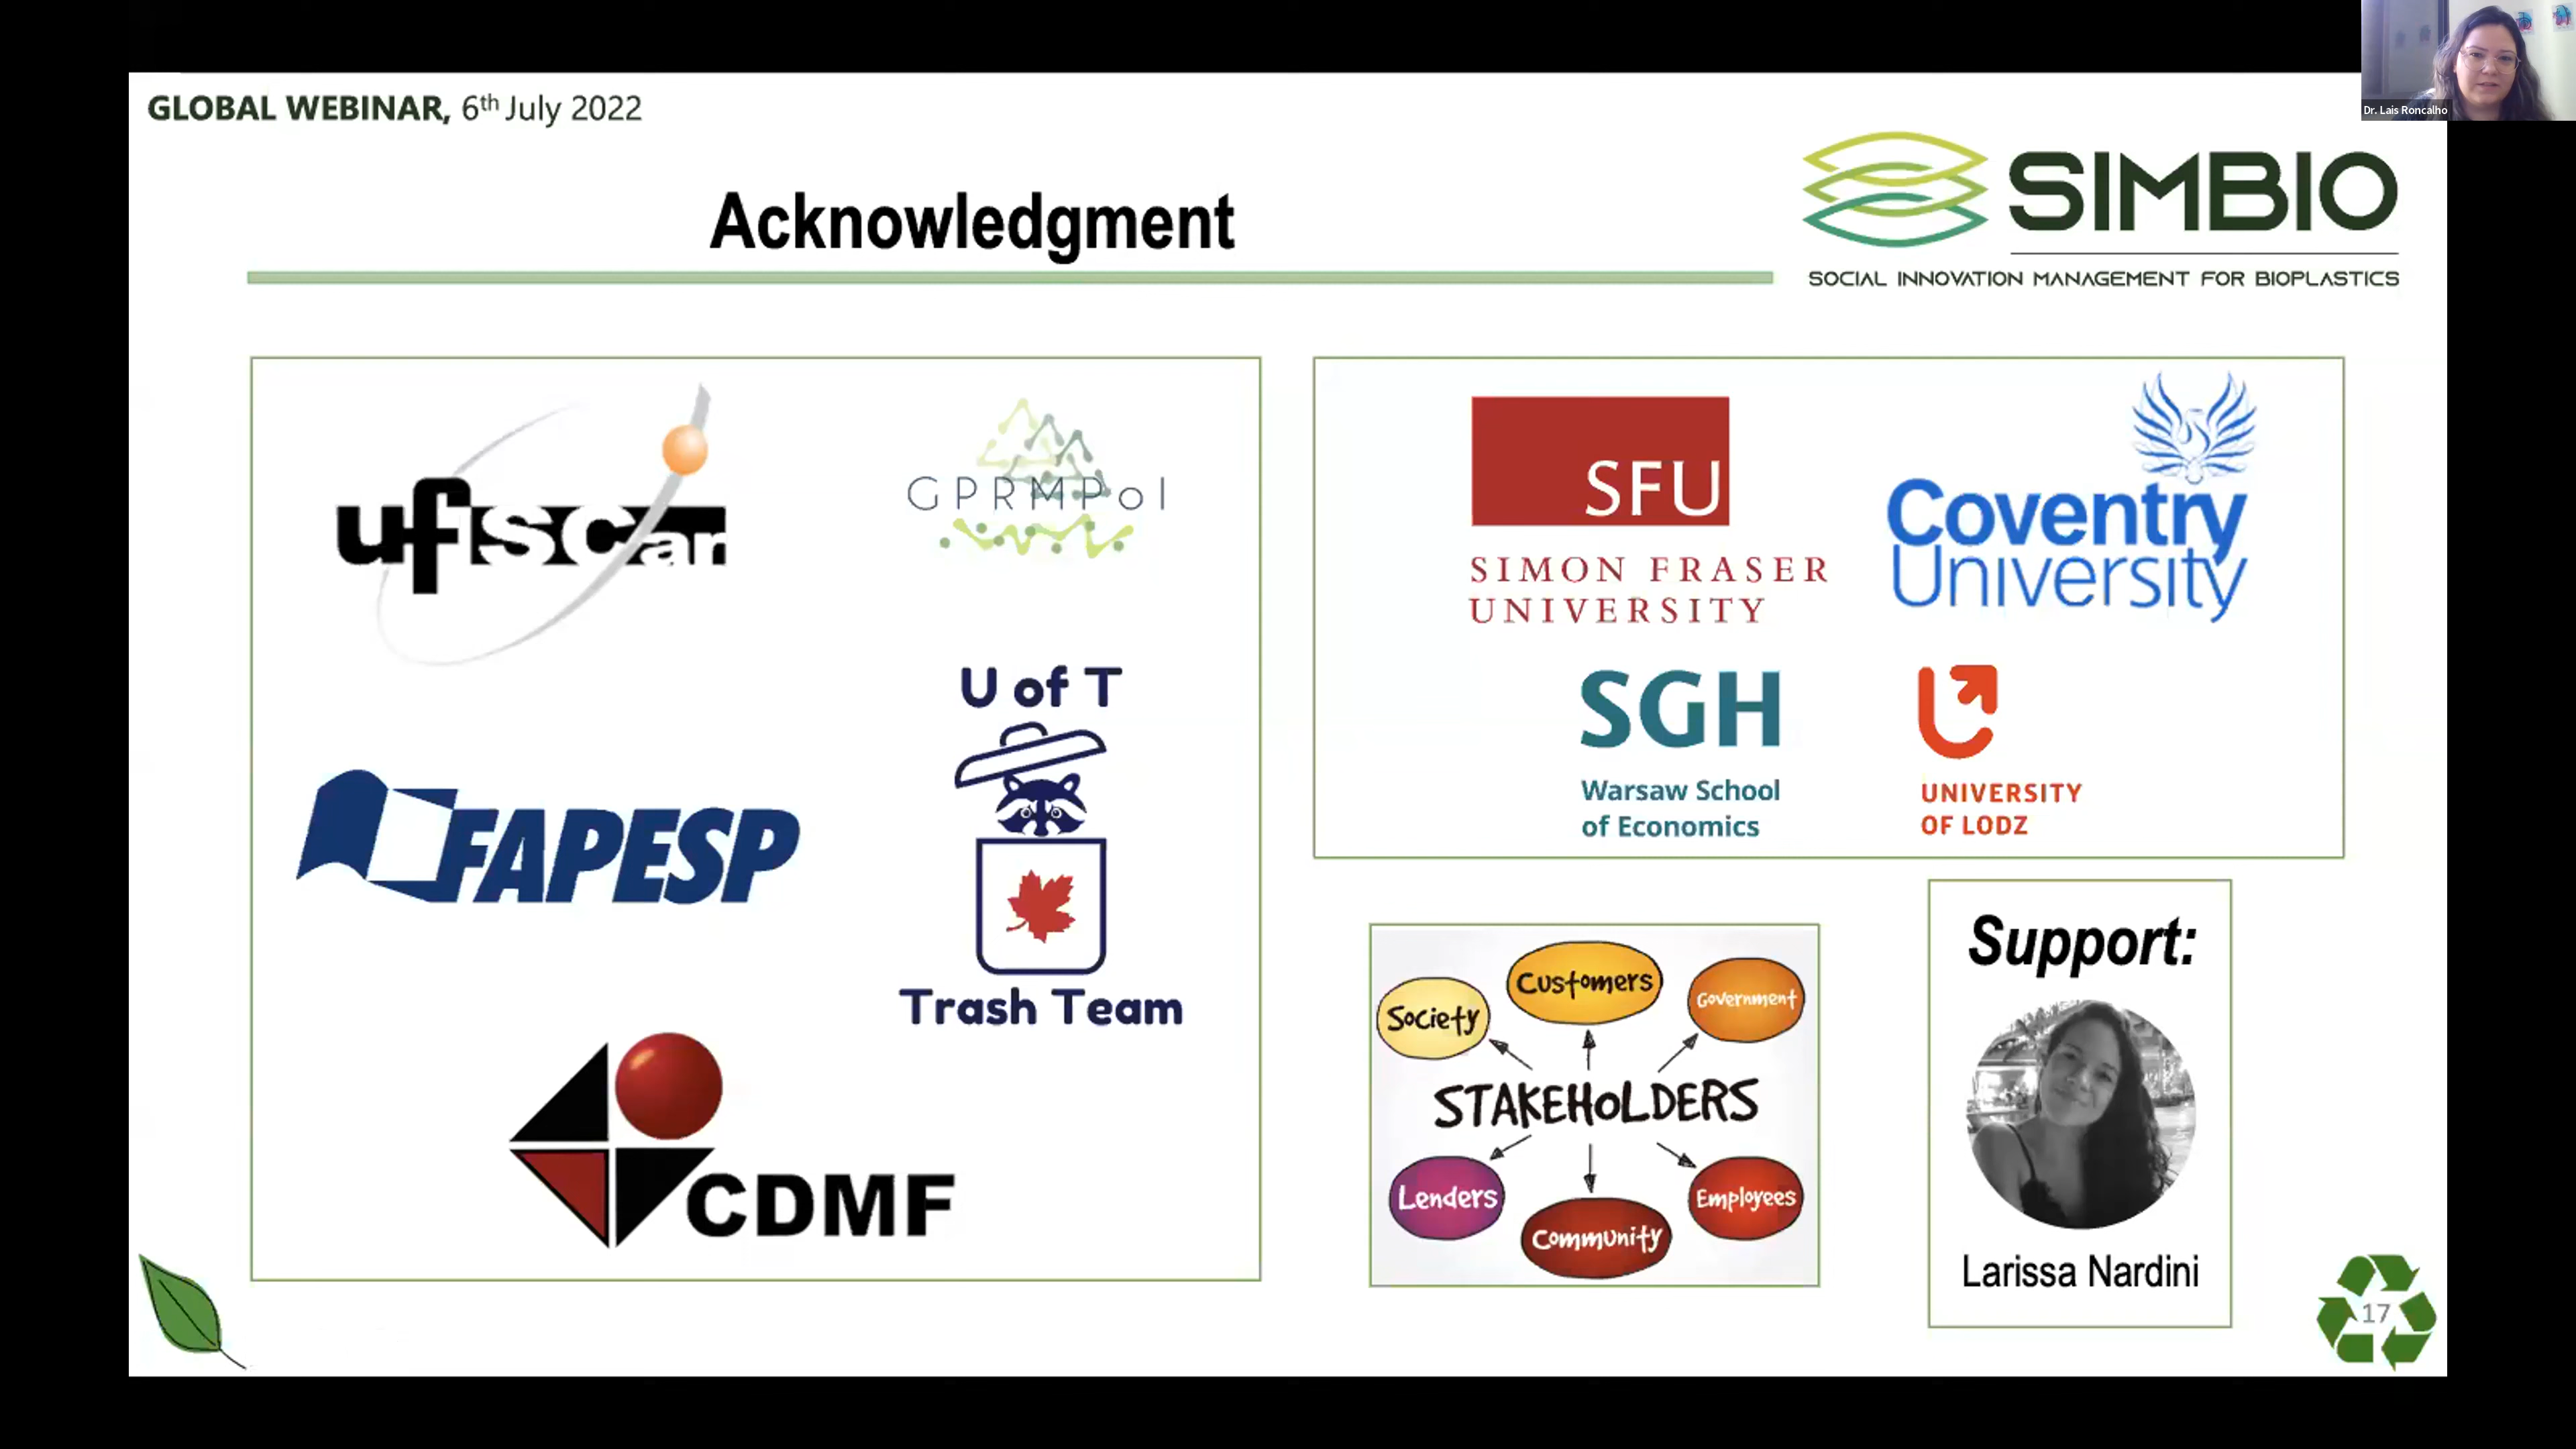 Dr. Lais Roncalho
GLOBAL WEBINAR, 6th July 2022
Acknowledgment
SIMBIO
SOCIAL INNOVATION MANAGEMENT FOR BIOPLASTICS
ufscar
GPRMPol
FAPESP
U of T
Trash Team
CDMF
SFU
SIMON FRASER
UNIVERSITY
Coventry
University
SGH
Warsaw School
of Economics
UNIVERSITY
OF LODZ
Society
Customers
Government
STAKEHOLDERS
Lenders
Community
Employees
Support:
Larissa Nardini
17